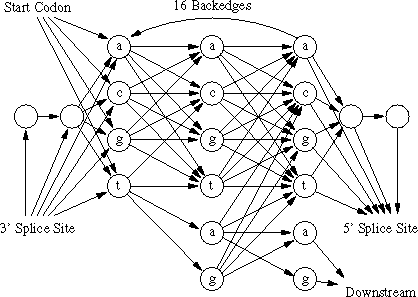 16 Backedges
Start Codon
a a a
c c c
g g g
t t t
3' Splice Site
5' Splice Site
a a
g g
Downstream